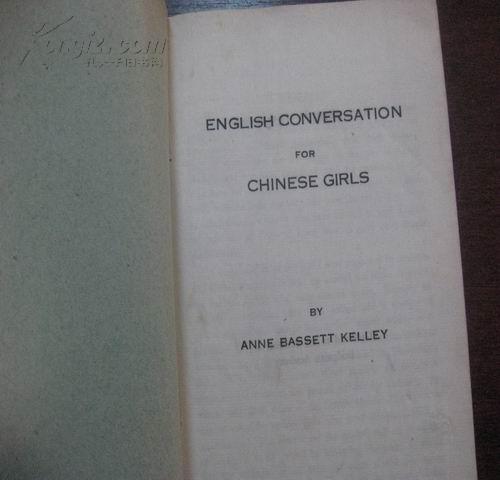 Kongfz.com
孔夫子旧书网
ENGLISH CONVERSATION
FOR
CHINESE GIRLS
BY
ANNE BASSETT KELLEY